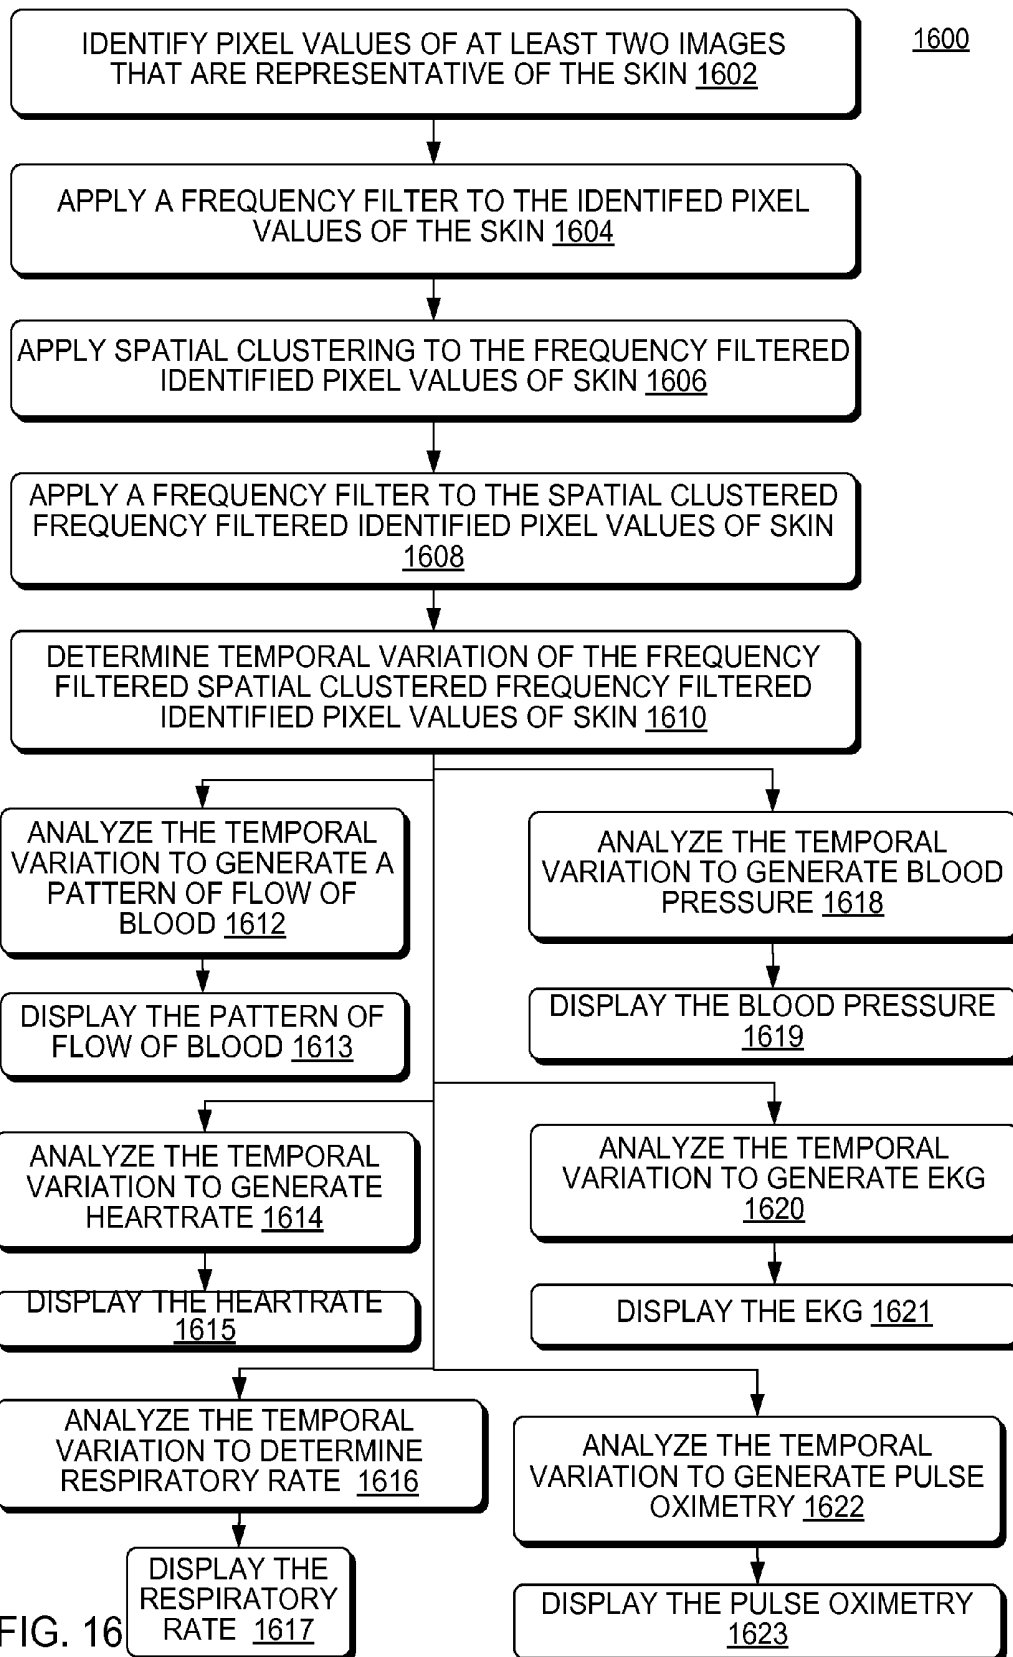 1600
IDENTIFY PIXEL VALUES OF AT LEAST TWO IMAGES
THAT ARE REPRESENTATIVE OF THE SKIN 1602
APPLY A FREQUENCY FILTER TO THE IDENTIFED PIXEL
VALUES OF THE SKIN 1604
APPLY SPATIAL CLUSTERING TO THE FREQUENCY FILTERED
IDENTIFIED PIXEL VALUES OF SKIN 1606
APPLY A FREQUENCY FILTER TO THE SPATIAL CLUSTERED
FREQUENCY FILTERED IDENTIFIED PIXEL VALUES OF SKIN
1608
DETERMINE TEMPORAL VARIATION OF THE FREQUENCY
FILTERED SPATIAL CLUSTERED FREQUENCY FILTERED
IDENTIFIED PIXEL VALUES OF SKIN 1610
ANALYZE THE TEMPORAL
VARIATION TO GENERATE A
PATTERN OF FLOW OF
BLOOD 1612
DISPLAY THE PATTERN OF
FLOW OF BLOOD 1613
ANALYZE THE TEMPORAL
VARIATION TO GENERATE BLOOD
PRESSURE 1618
DISPLAY THE BLOOD PRESSURE
1619
ANALYZE THE TEMPORAL
VARIATION TO GENERATE
HEARTRATE 1614
DISPLAY THE HEARTRATE
1615
ANALYZE THE TEMPORAL
VARIATION TO GENERATE EKG
1620
DISPLAY THE EKG 1621
ANALYZE THE TEMPORAL
VARIATION TO DETERMINE
RESPIRATORY RATE 1616
DISPLAY THE
RESPIRATORY
RATE 1617
ANALYZE THE TEMPORAL
VARIATION TO GENERATE PULSE
OXIMETRY 1622
DISPLAY THE PULSE OXIMETRY
1623
FIG. 16